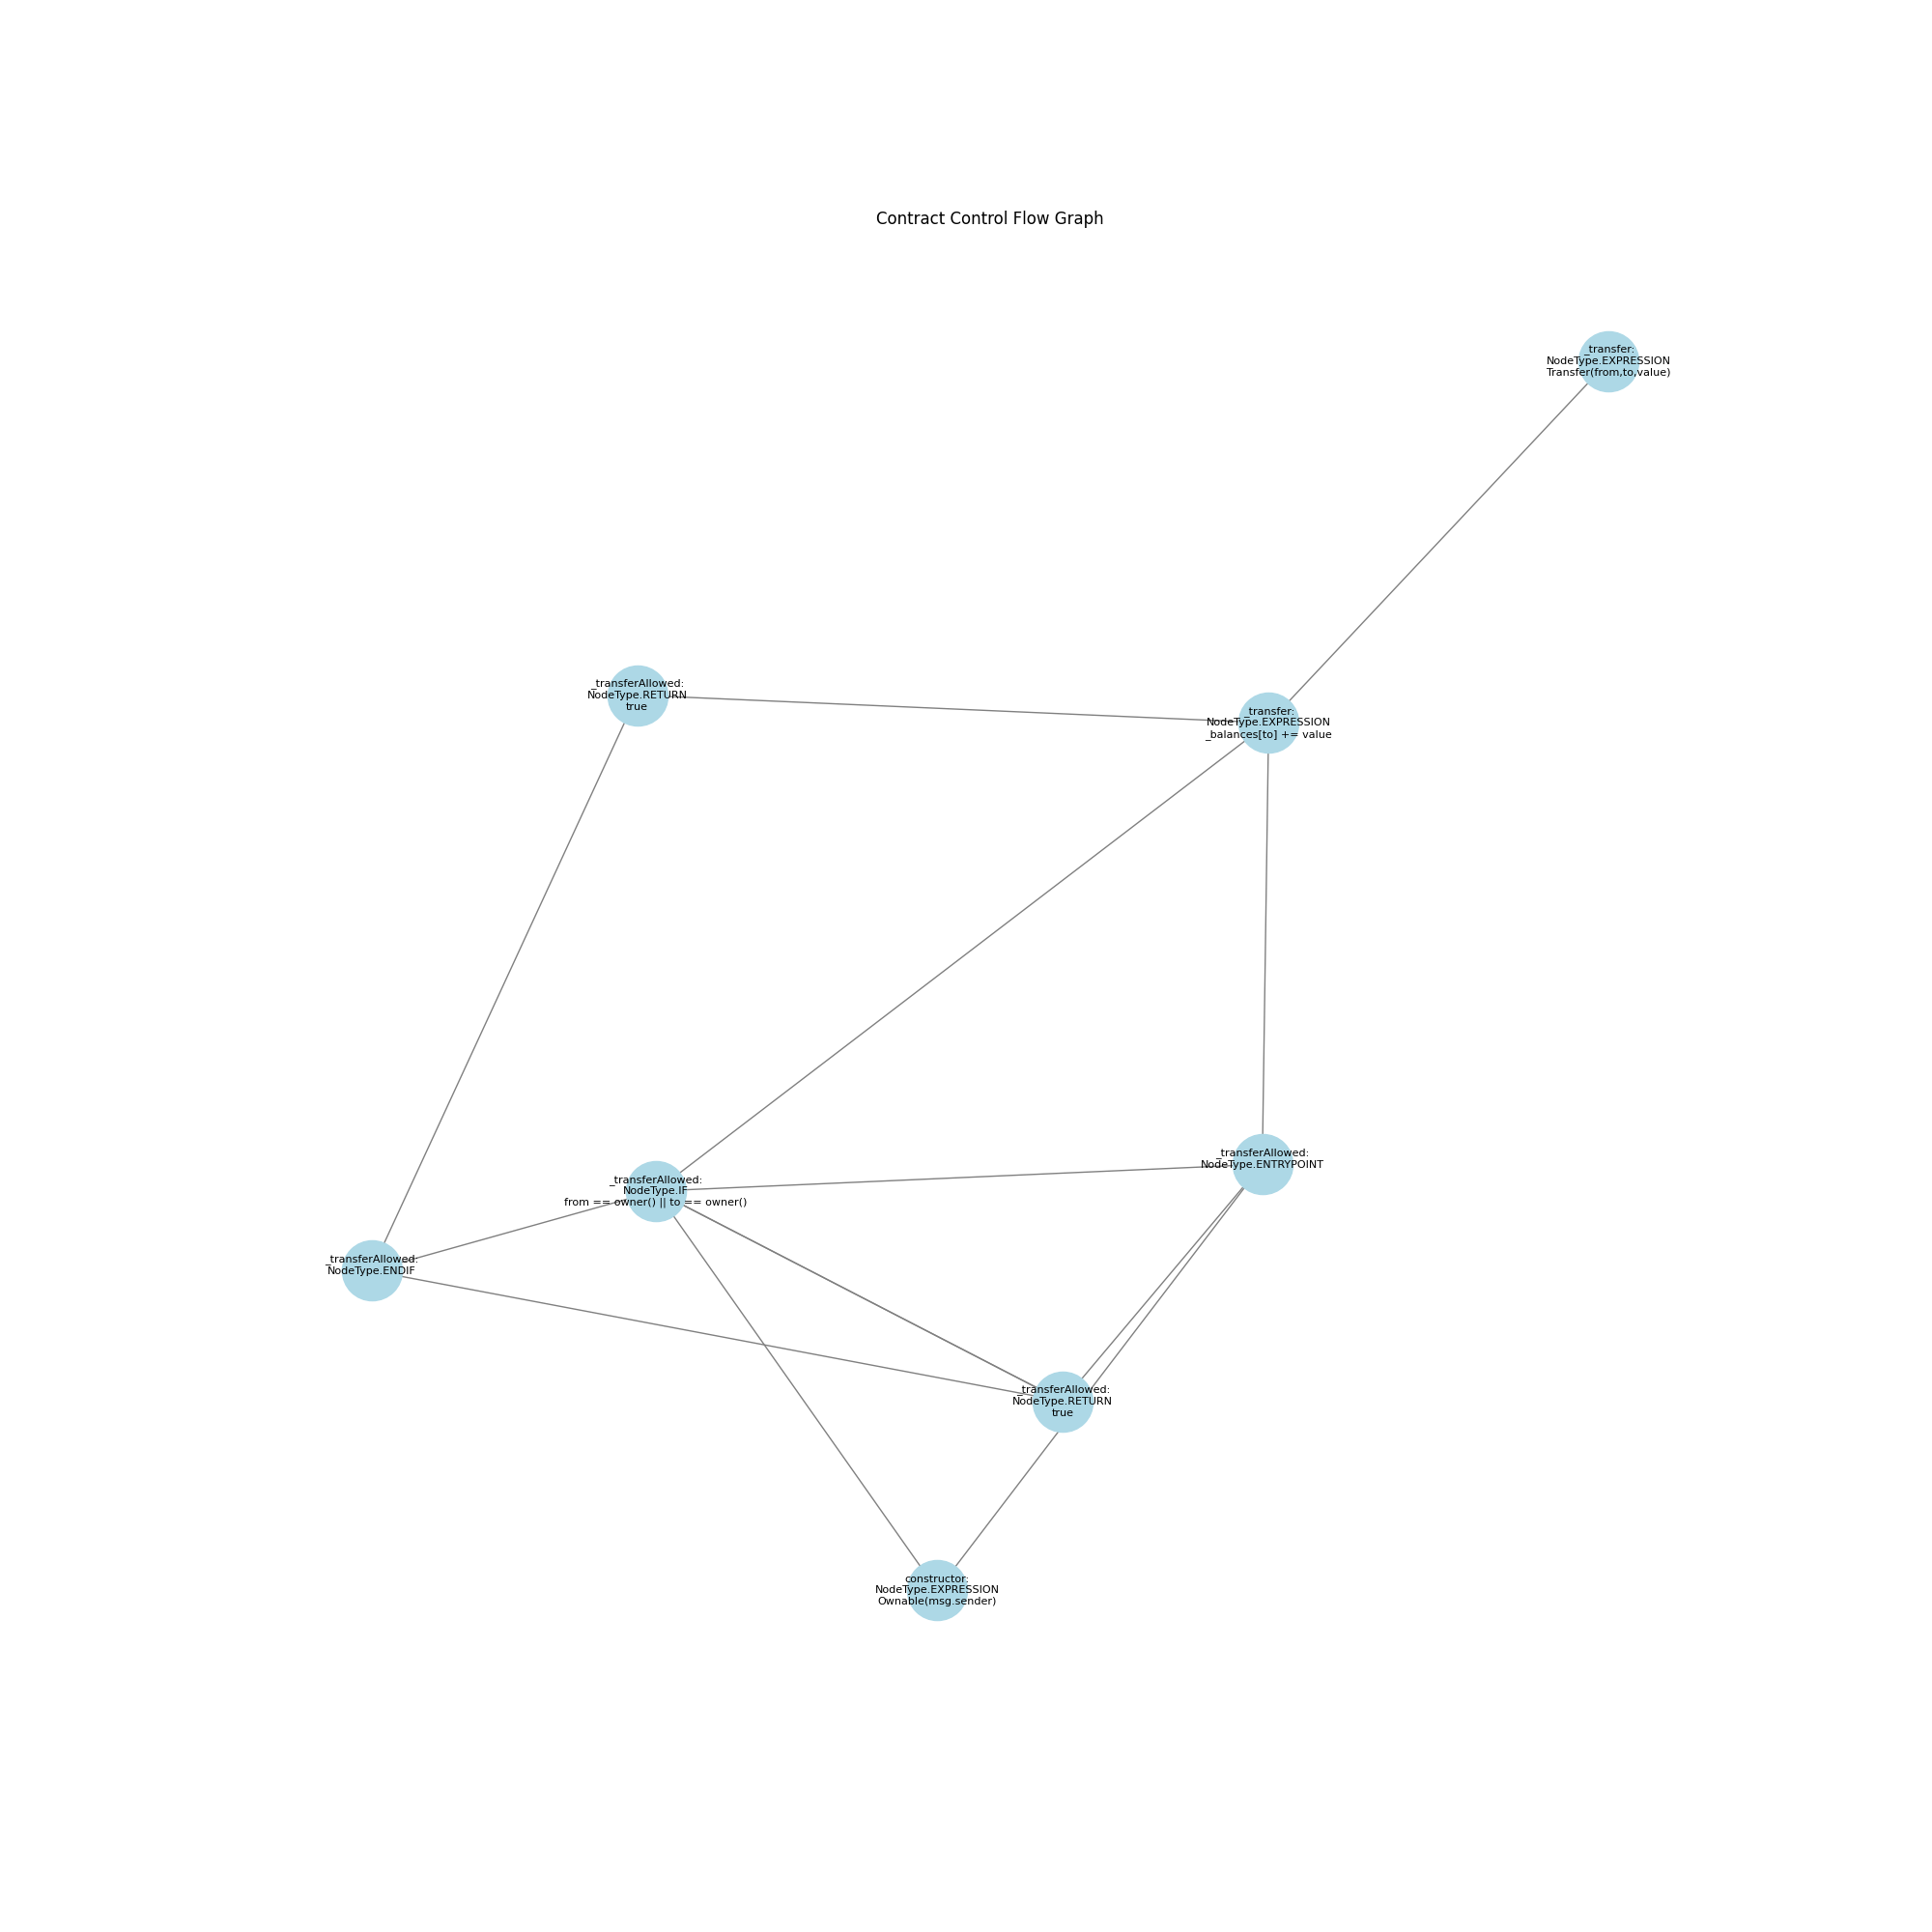 Contract Control Flow Graph
_transfer:
NodeType.EXPRESSION
Transfer(from,to,value)
_transferAllowed:
NodeType.RETURN
true
_transfer:
NodeType.EXPRESSION
_balances[to] += value
_transferAllowed:
NodeType.ENTRYPOINT
_transferAllowed:
NodeType.IF
from == owner() || to == owner()
_transferAllowed:
NodeType.ENDIF
_transferAllowed:
NodeType.RETURN
true
constructor:
NodeType.EXPRESSION
Ownable(msg.sender)